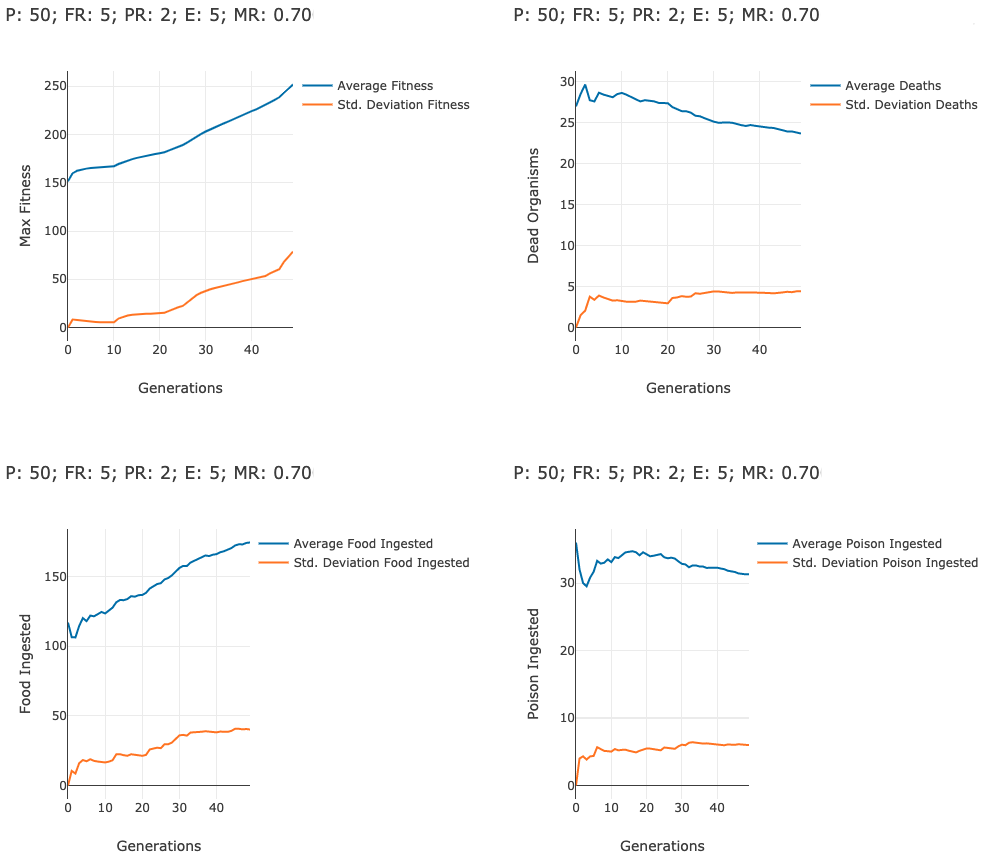 P: 50; FR: 5; PR: 2; E: 5; MR: 0.70
250
200
150
100
50
0
Max Fitness
0 10 20 30 40
Generations
Average Fitness
Std. Deviation Fitness
P: 50; FR: 5; PR: 2; E: 5; MR: 0.70
30
25
20
15
10
5
0
Dead Organisms
0 10 20 30 40
Generations
Average Deaths
Std. Deviation Deaths
P: 50; FR: 5; PR: 2; E: 5; MR: 0.70
150
100
50
0
Food Ingested
0 10 20 30 40
Generations
Average Food Ingested
Std. Deviation Food Ingested
P: 50; FR: 5; PR: 2; E: 5; MR: 0.70
30
20
10
0
Poison Ingested
0 10 20 30 40
Generations
Average Poison Ingested
Std. Deviation Poison Ingested